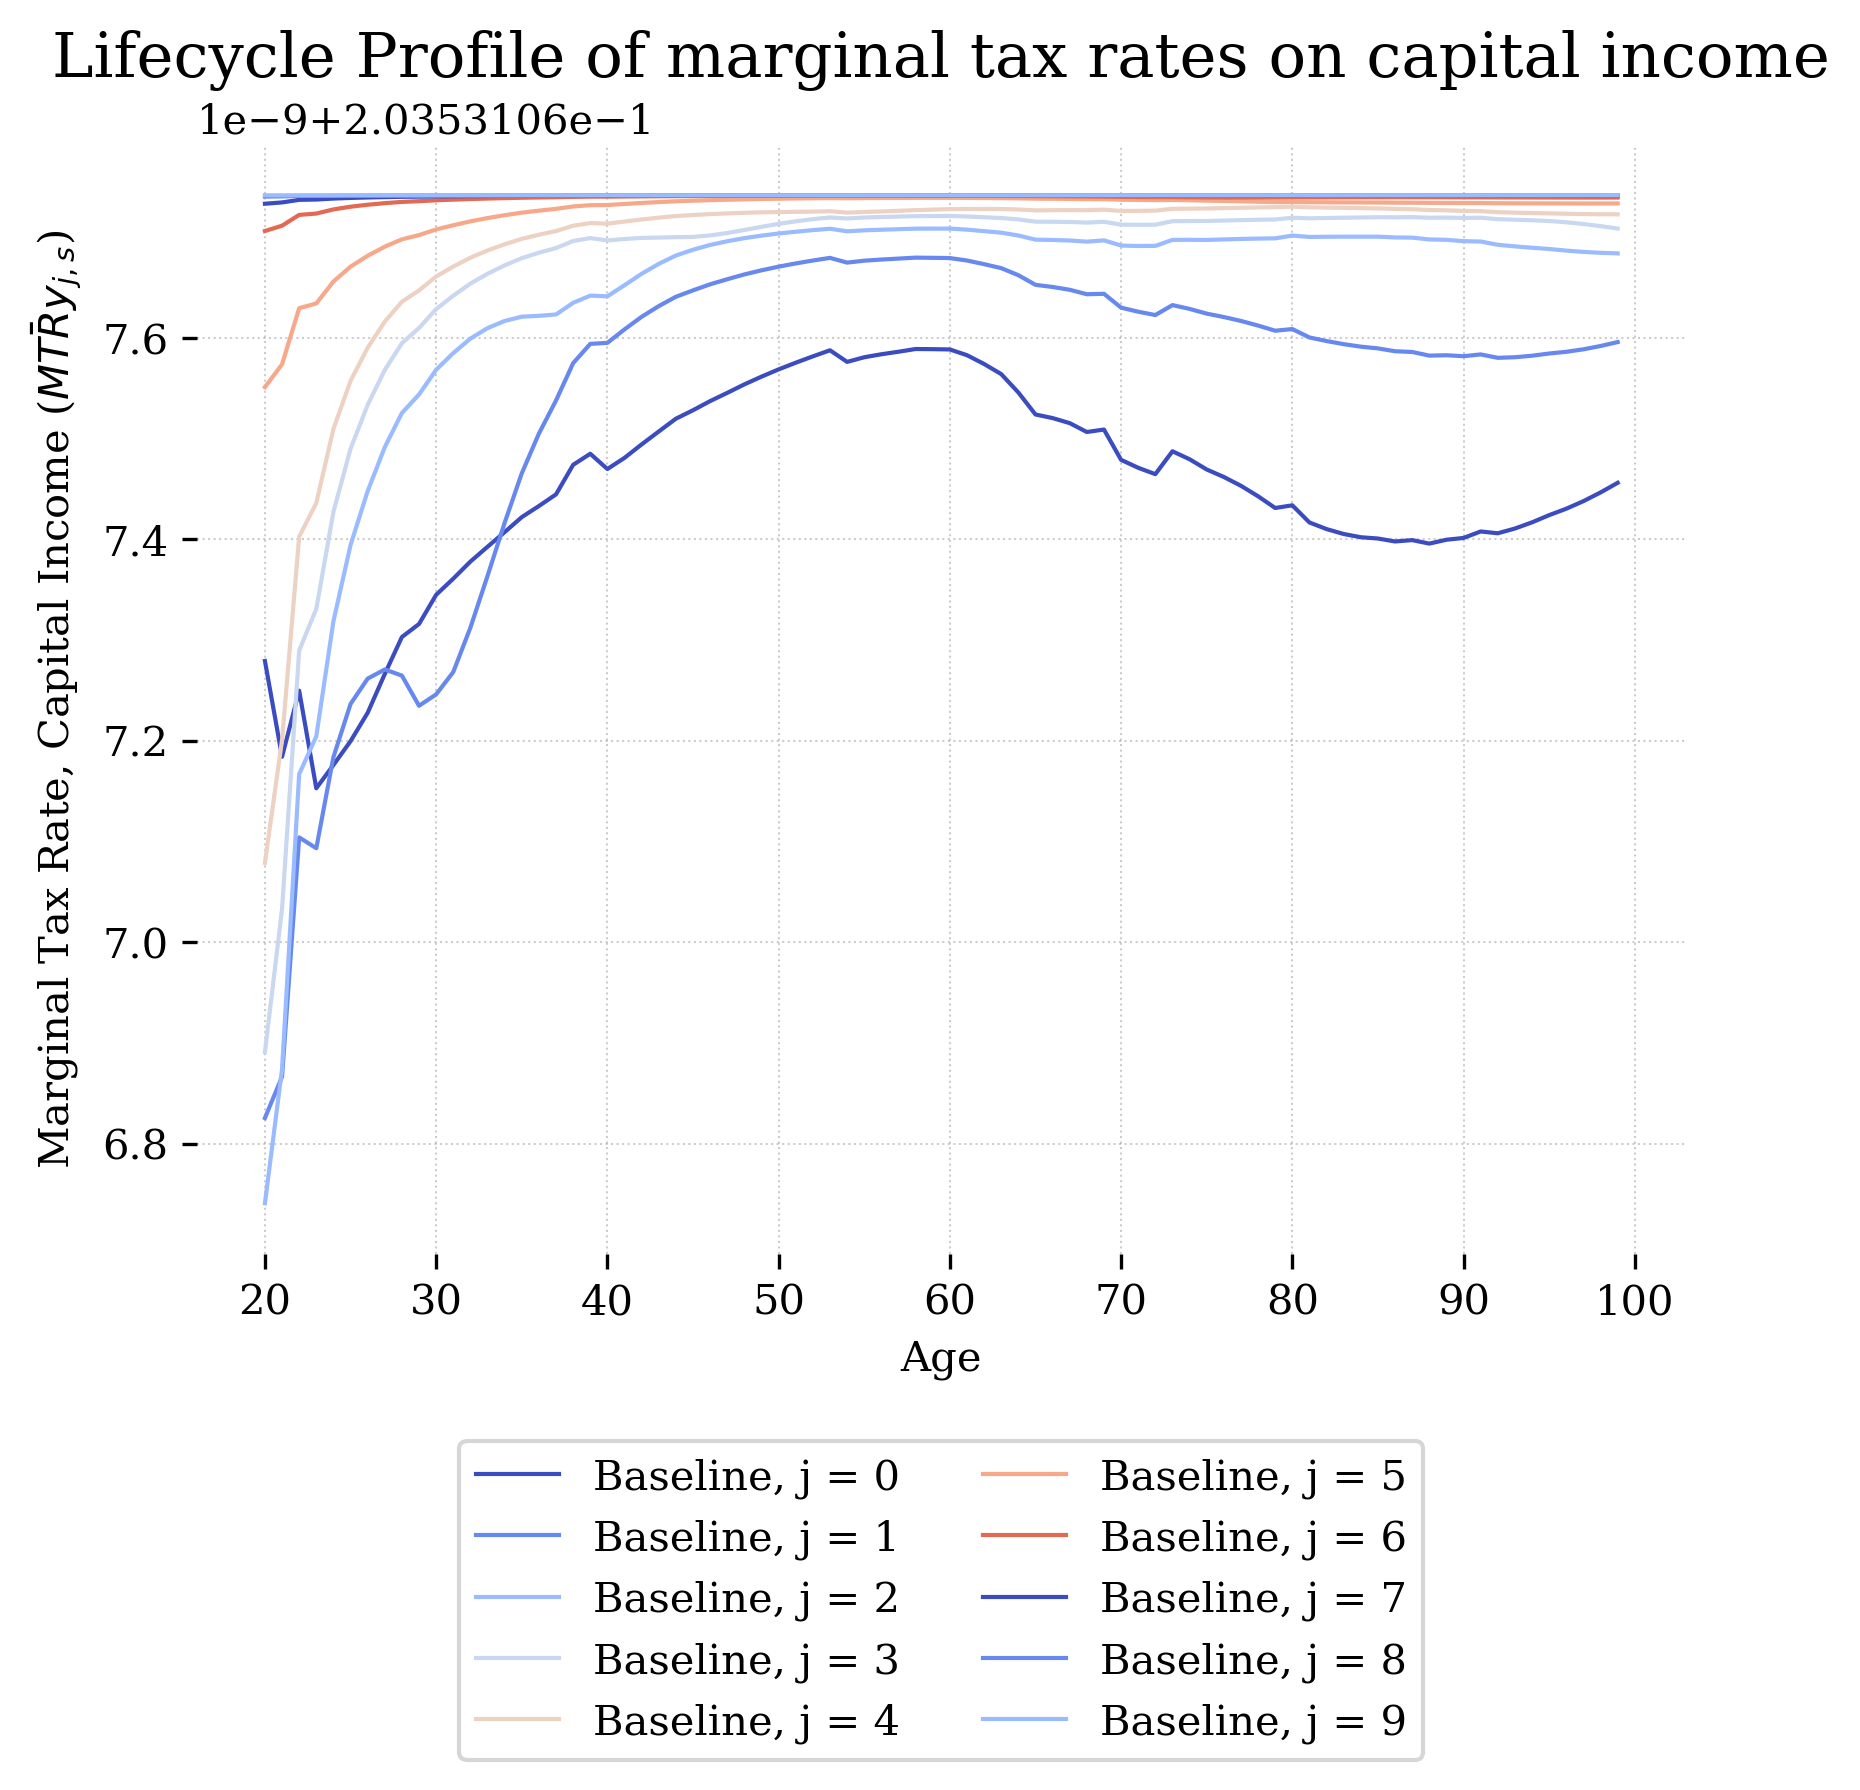 Lifecycle Profile of marginal tax rates on capital income
1e−9+2.0353106e−1
Marginal Tax Rate, Capital Income ($\bar{MTR}y_{j,s}$)
7.6
7.4
7.2
7.0
6.8
20 30 40 50 60 70 80 90 100
Age
Baseline, j = 0
Baseline, j = 1
Baseline, j = 2
Baseline, j = 3
Baseline, j = 4
Baseline, j = 5
Baseline, j = 6
Baseline, j = 7
Baseline, j = 8
Baseline, j = 9